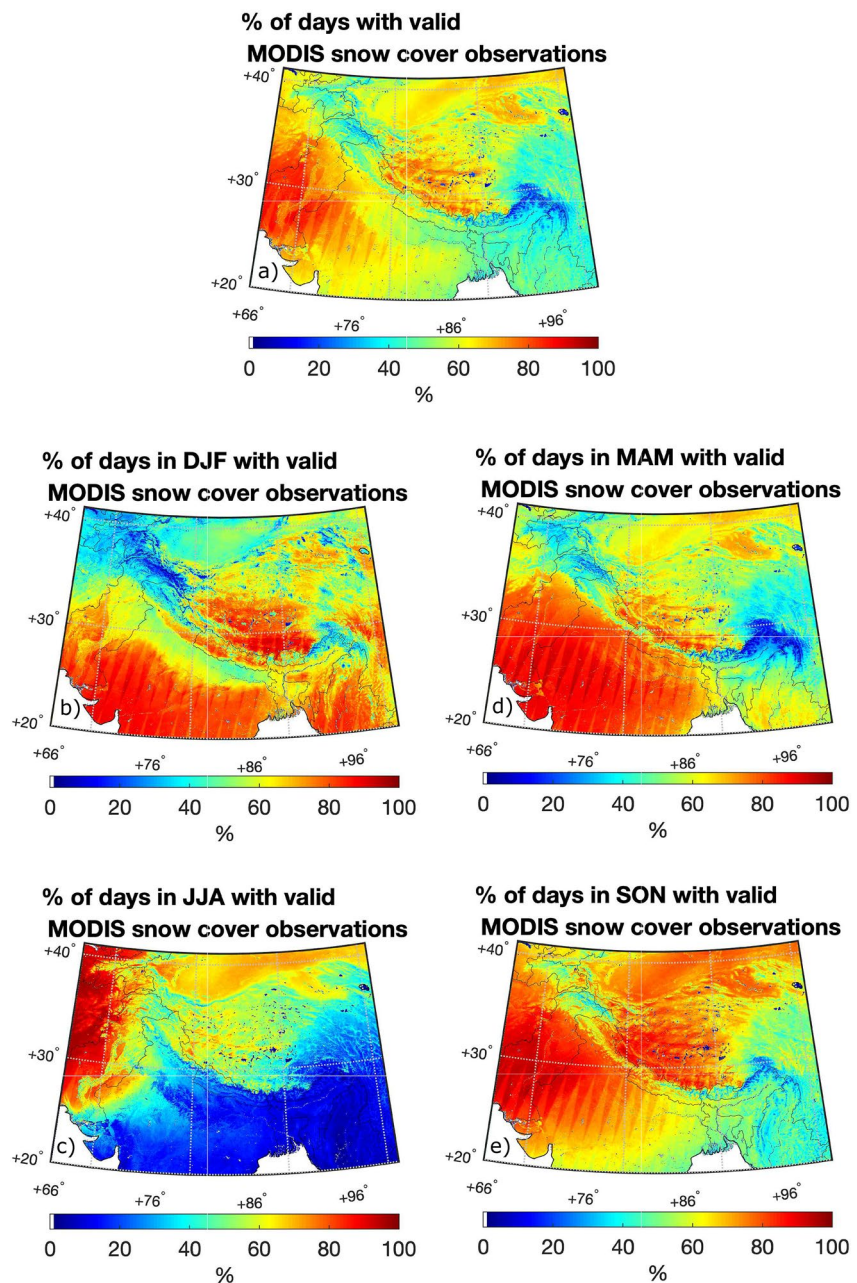 % of days with valid
MODIS snow cover observations
+40°
+30°
+20°
a)
+66°
+76°
+86°
+96°
0 20 40 60 80 100
%
% of days in DJF with valid
MODIS snow cover observations
+40°
+30°
+20°
b)
+66°
+76°
+86°
+96°
0 20 40 60 80 100
%
% of days in MAM with valid
MODIS snow cover observations
+40°
+30°
+20°
d)
+66°
+76°
+86°
+96°
0 20 40 60 80 100
%
% of days in JJA with valid
MODIS snow cover observations
+40°
+30°
+20°
c)
+66°
+76°
+86°
+96°
0 20 40 60 80 100
%
% of days in SON with valid
MODIS snow cover observations
+40°
+30°
+20°
e)
+66°
+76°
+86°
+96°
0 20 40 60 80 100
%